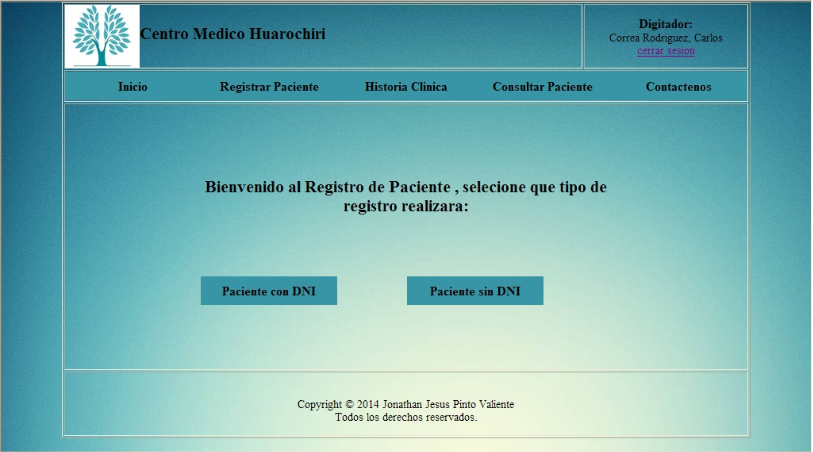 Centro Medico Huarochiri
Digitador:
Correa Rodriguez, Carlos
cerrar sesion
Inicio Registrar Paciente Historia Clinica Consultar Paciente Contactenos
Bienvenido al Registro de Paciente , selecione que tipo de
registro realizara:
Paciente con DNI Paciente sin DNI
Copyright © 2014 Jonathan Jesus Pinto Valiente
Todos los derechos reservados.